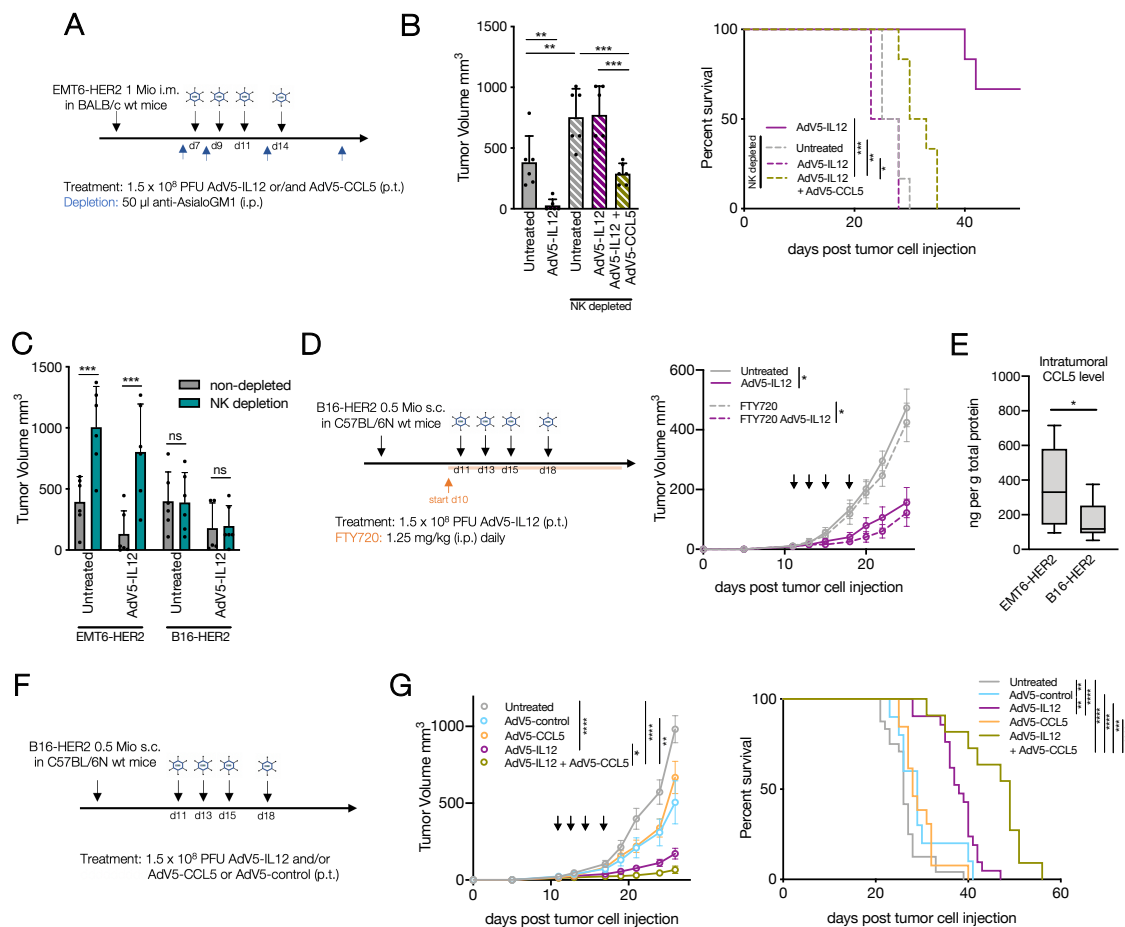 A
EMT6-HER2 1 Mio i.m.
in BALB/c wt mice
d7
d9
d11
d14
Treatment: 1.5 x 10⁸ PFU AdV5-IL12 or/and AdV5-CCL5 (p.t.)
Depletion: 50 µl anti-AsialoGM1 (i.p.)
B
Tumor Volume mm³
1500
1000
500
0
**
**
***
***
Untreated
AdV5-IL12
Untreated
AdV5-IL12
AdV5-IL12 +
AdV5-CCL5
NK depleted
Percent survival
100
50
0
0
20
40
days post tumor cell injection
AdV5-IL12
NK depleted
Untreated
AdV5-IL12
AdV5-IL12
+ AdV5-CCL5
***
**
*
C
Tumor Volume mm³
1500
1000
500
0
***
***
ns
ns
non-depleted
NK depletion
Untreated
AdV5-IL12
Untreated
AdV5-IL12
EMT6-HER2
B16-HER2
D
B16-HER2 0.5 Mio s.c.
in C57BL/6N wt mice
d11
d13
d15
d18
start d10
Treatment: 1.5 x 10⁸ PFU AdV5-IL12 (p.t.)
FTY720: 1.25 mg/kg (i.p.) daily
Tumor Volume mm³
600
400
200
0
0
10
20
days post tumor cell injection
Untreated
AdV5-IL12
*
FTY720
FTY720 AdV5-IL12
*
E
Intratumoral
CCL5 level
ng per g total protein
1000
800
600
400
200
0
*
EMT6-HER2
B16-HER2
F
B16-HER2 0.5 Mio s.c.
in C57BL/6N wt mice
d11
d13
d15
d18
Treatment: 1.5 x 10⁸ PFU AdV5-IL12 and/or
AdV5-CCL5 or AdV5-control (p.t.)
G
Tumor Volume mm³
1000
500
0
0
10
20
days post tumor cell injection
Untreated
AdV5-control
AdV5-CCL5
AdV5-IL12
AdV5-IL12 + AdV5-CCL5
****
*
****
**
Percent survival
100
50
0
0
20
40
60
days post tumor cell injection
Untreated
AdV5-control
AdV5-IL12
AdV5-CCL5
AdV5-IL12
+ AdV5-CCL5
**
**
****
****
****
****
***